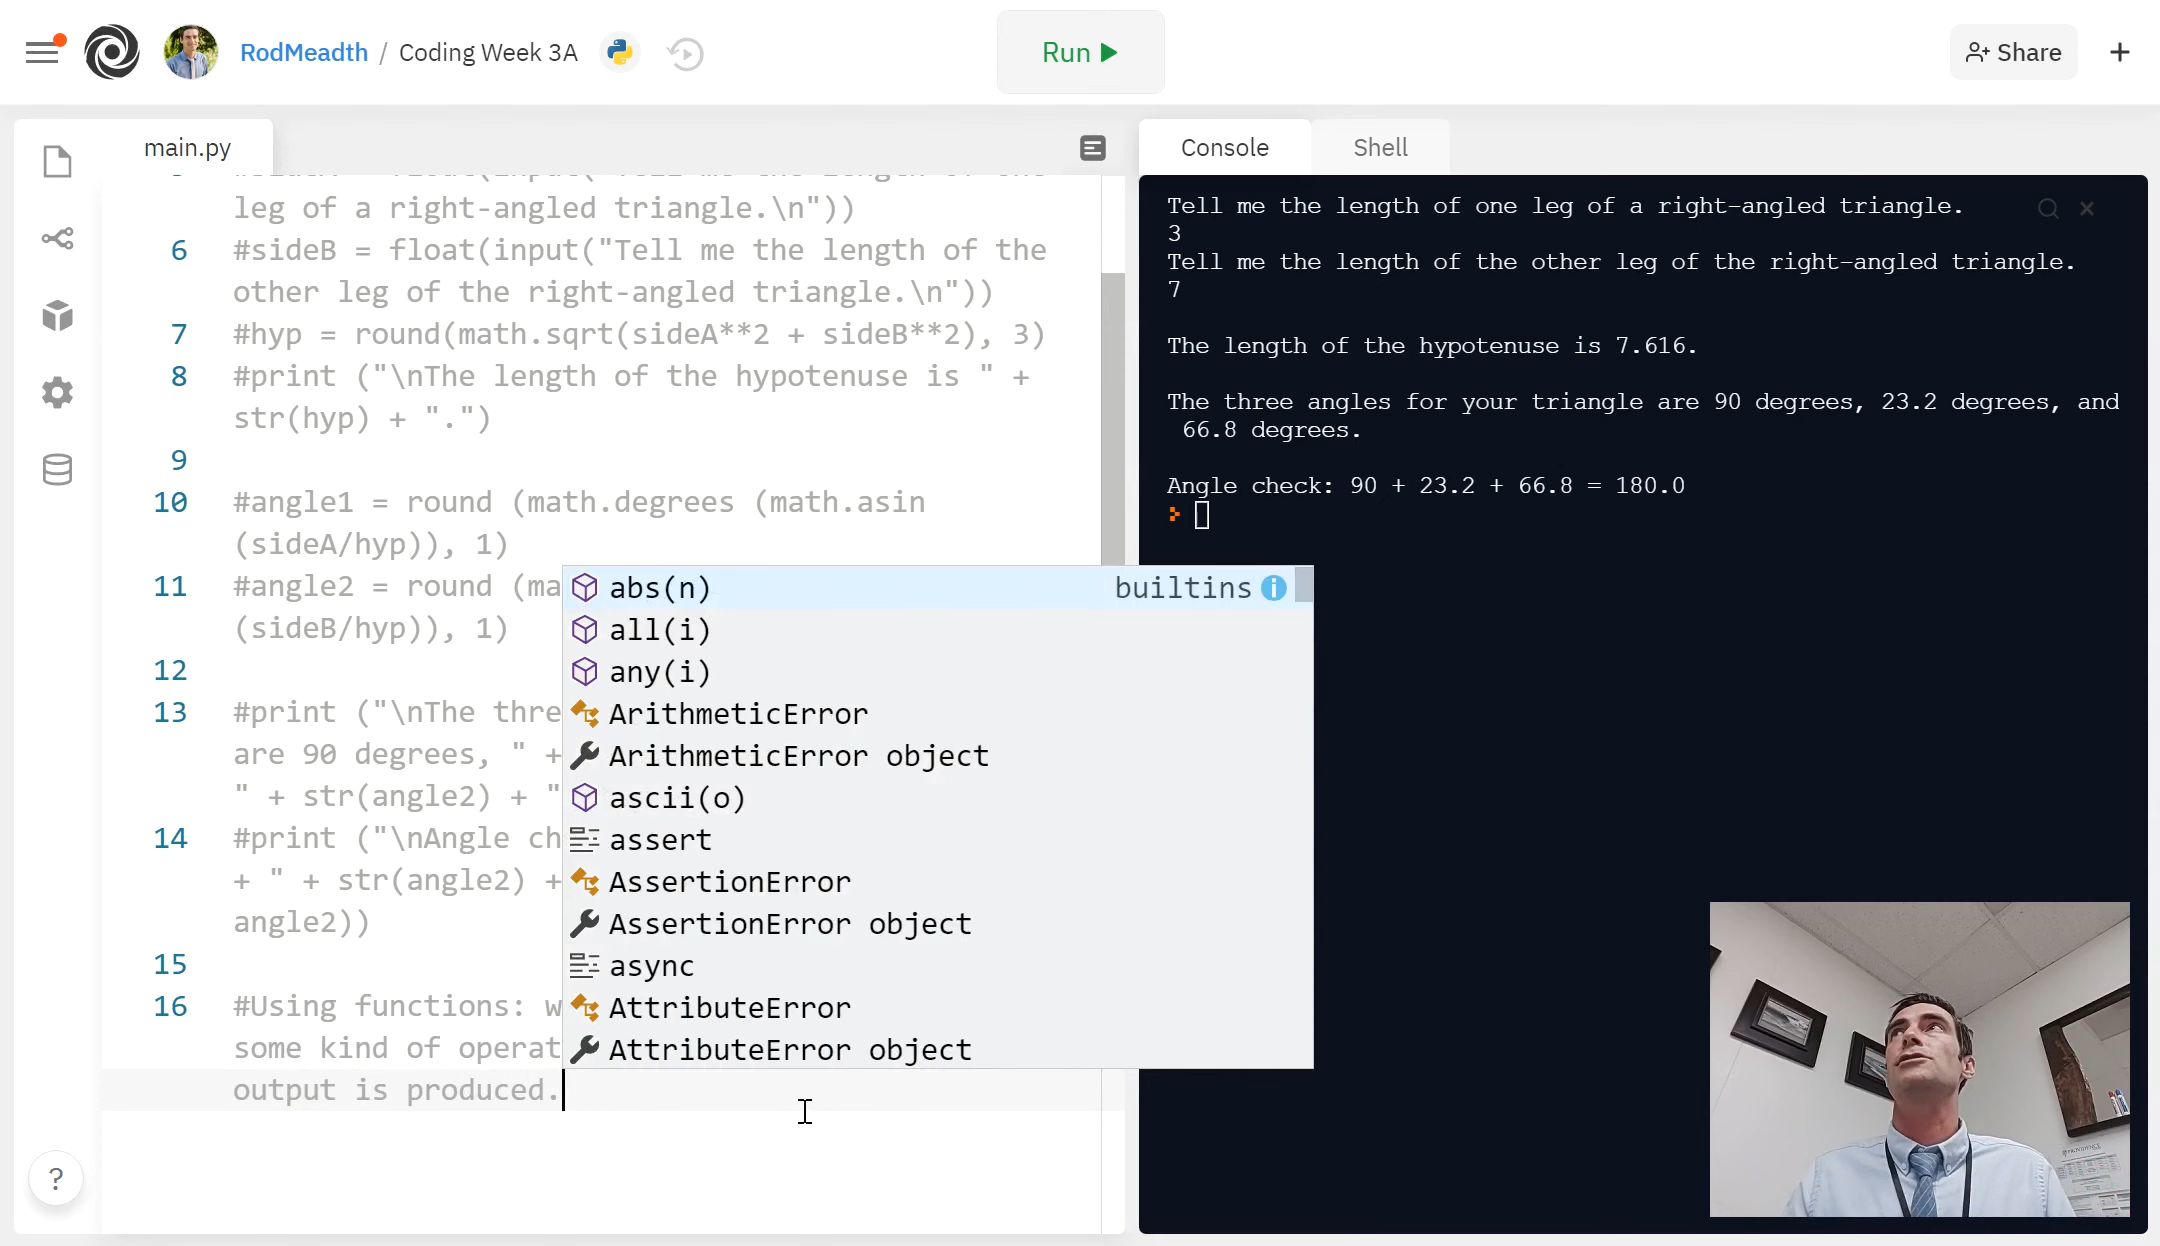 RodMeadth / Coding Week 3A
Run
Share
main.py
leg of a right-angled triangle.\n"))
6 #sideB = float(input("Tell me the length of the
other leg of the right-angled triangle.\n"))
7 #hyp = round(math.sqrt(sideA**2 + sideB**2), 3)
8 #print ("\nThe length of the hypotenuse is " +
str(hyp) + ".")
9
10 #angle1 = round (math.degrees (math.asin
(sideA/hyp)), 1)
11 #angle2 = round (ma
(sideB/hyp)), 1)
12
13 #print ("\nThe thre
are 90 degrees, " +
" + str(angle2) + "
14 #print ("\nAngle ch
+ " + str(angle2) +
angle2))
15
16 #Using functions: w
some kind of operat
output is produced.
abs(n) builtins
all(i)
any(i)
ArithmeticError
ArithmeticError object
ascii(o)
assert
AssertionError
AssertionError object
async
AttributeError
AttributeError object
?
Console Shell
Tell me the length of one leg of a right-angled triangle.
3
Tell me the length of the other leg of the right-angled triangle.
7
The length of the hypotenuse is 7.616.
The three angles for your triangle are 90 degrees, 23.2 degrees, and
66.8 degrees.
Angle check: 90 + 23.2 + 66.8 = 180.0
PROVIDENCE